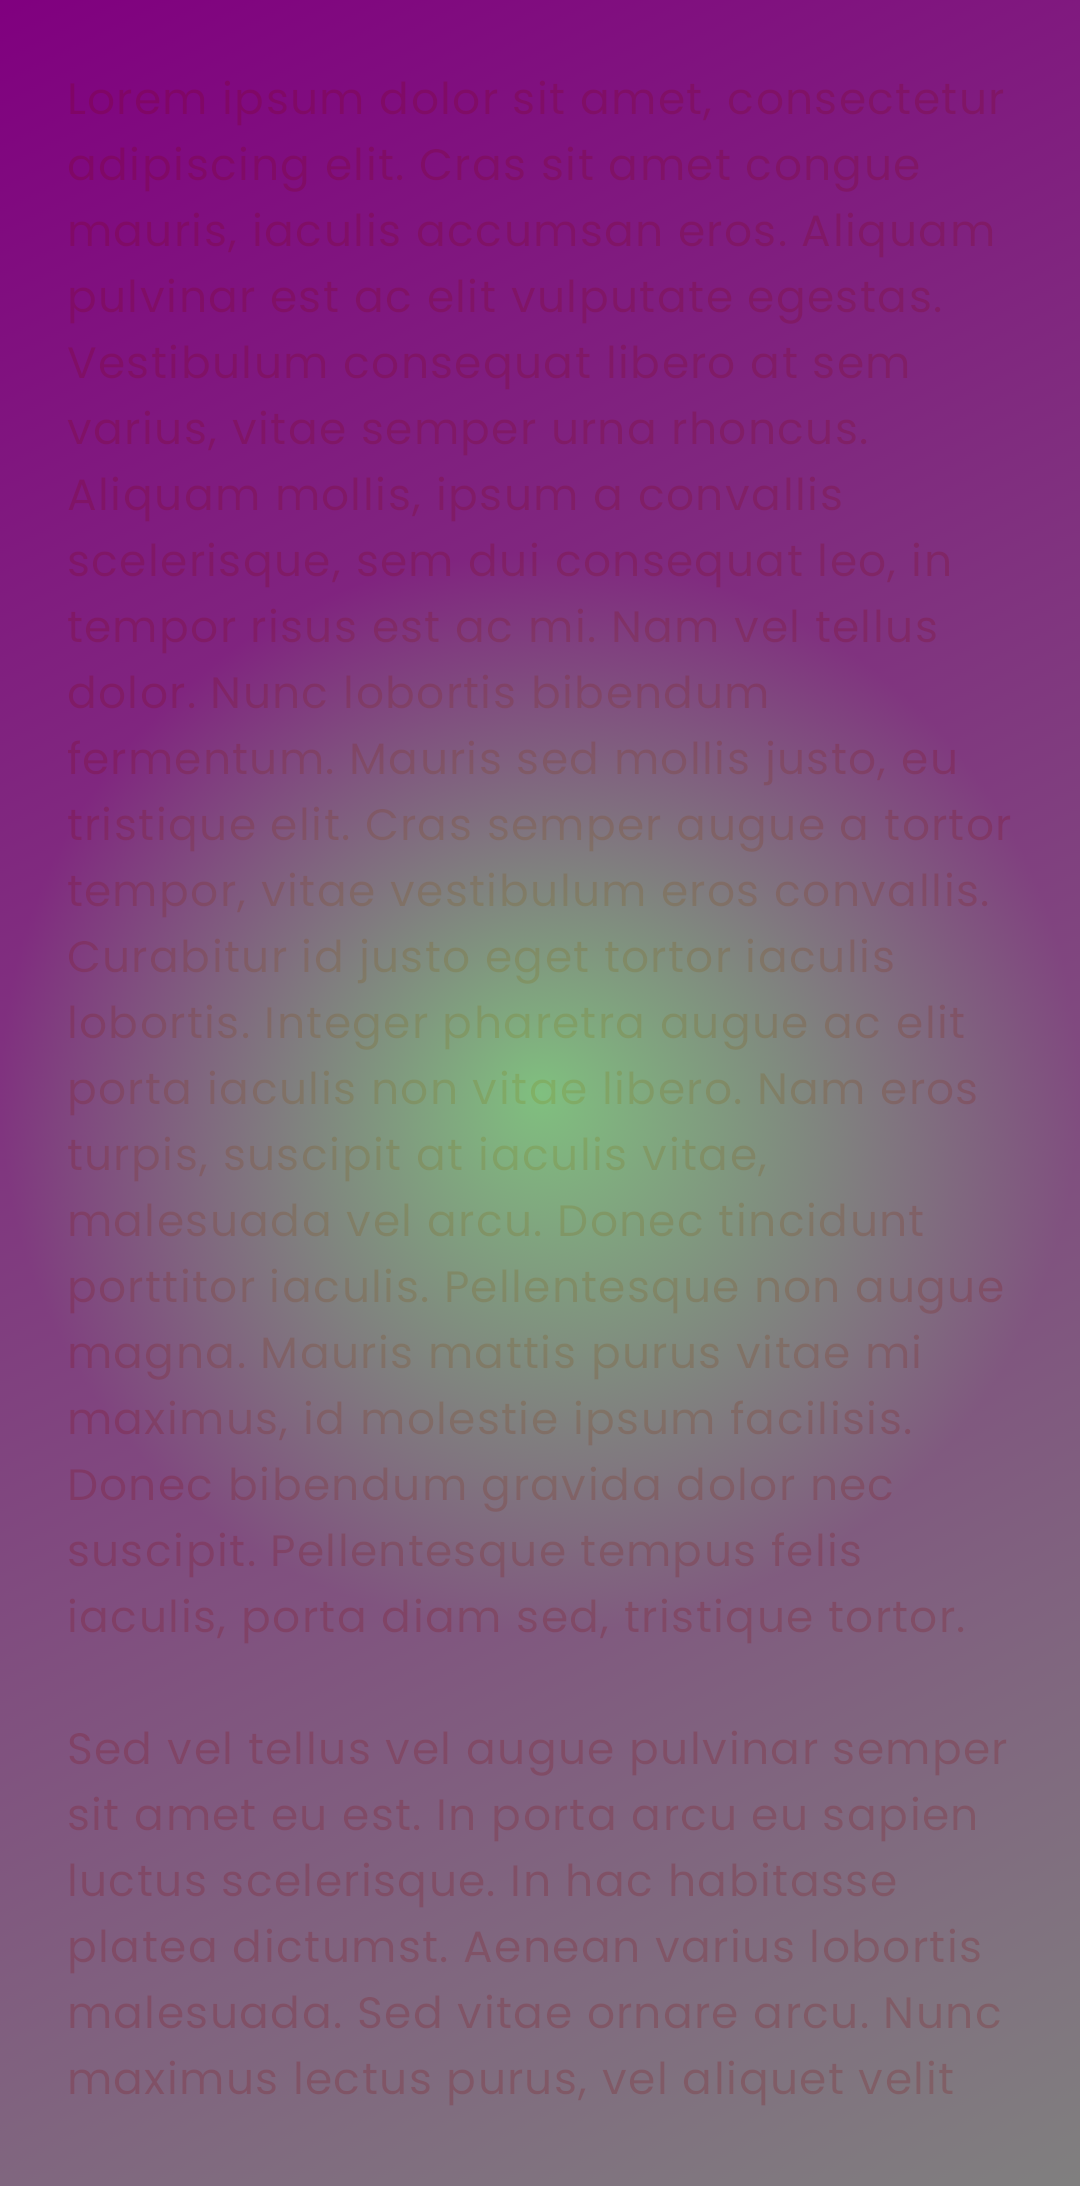 Lorem ipsum dolor sit amet, consectetur
adipiscing elit. Cras sit amet congue
mauris, iaculis accumsan eros. Aliquam
pulvinar est ac elit vulputate egestas.
Vestibulum consequat libero at sem
varius, vitae semper urna rhoncus.
Aliquam mollis, ipsum a convallis
scelerisque, sem dui consequat leo, in
tempor risus est ac mi. Nam vel tellus
dolor. Nunc lobortis bibendum
fermentum. Mauris sed mollis justo, eu
tristique elit. Cras semper augue a tortor
tempor, vitae vestibulum eros convallis.
Curabitur id justo eget tortor iaculis
lobortis. Integer pharetra augue ac elit
porta iaculis non vitae libero. Nam eros
turpis, suscipit at iaculis vitae,
malesuada vel arcu. Donec tincidunt
porttitor iaculis. Pellentesque non augue
magna. Mauris mattis purus vitae mi
maximus, id molestie ipsum facilisis.
Donec bibendum gravida dolor nec
suscipit. Pellentesque tempus felis
iaculis, porta diam sed, tristique tortor.
Sed vel tellus vel augue pulvinar semper
sit amet eu est. In porta arcu eu sapien
luctus scelerisque. In hac habitasse
platea dictumst. Aenean varius lobortis
malesuada. Sed vitae ornare arcu. Nunc
maximus lectus purus, vel aliquet velit